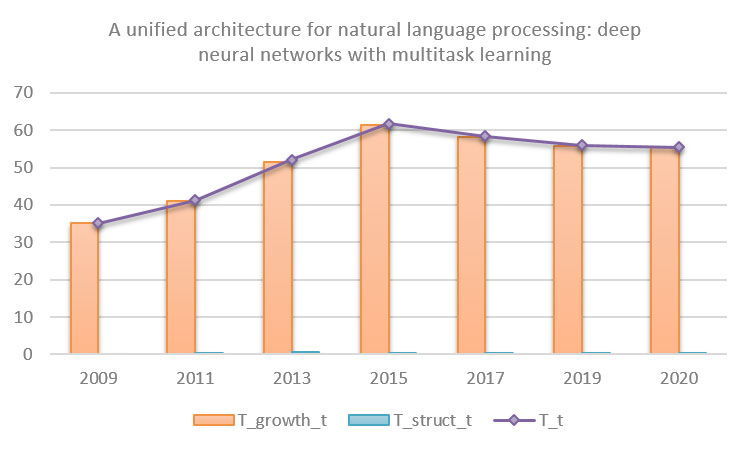 A unified architecture for natural language processing: deep
neural networks with multitask learning
70
60
50
40
30
20
10
0
2009 2011 2013 2015 2017 2019 2020
T_growth_t T_struct_t T_t